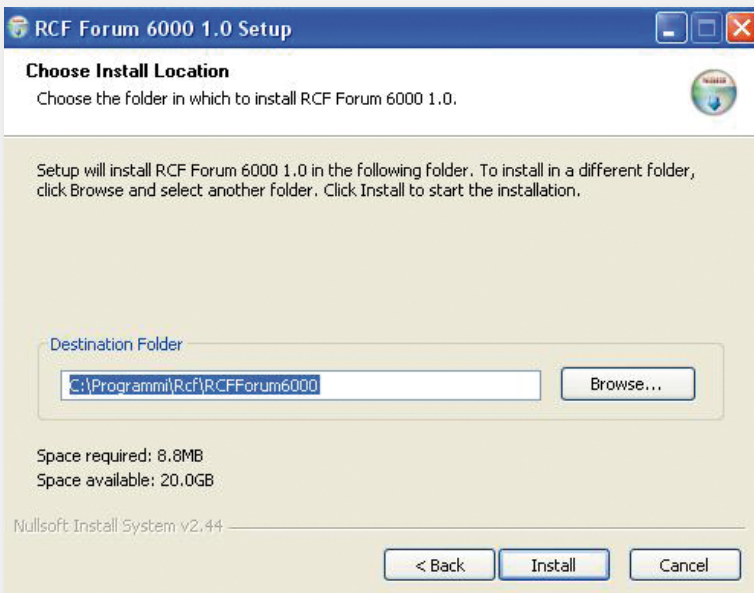 RCF Forum 6000 1.0 Setup
Choose Install Location
Choose the folder in which to install RCF Forum 6000 1.0.
Setup will install RCF Forum 6000 1.0 in the following folder. To install in a different folder,
click Browse and select another folder. Click Install to start the installation.
Destination Folder
C:\Programmi\Rcf\RCFForum6000
Browse...
Space required: 8.8MB
Space available: 20.0GB
Nullsoft Install System v2.44
< Back
Install
Cancel